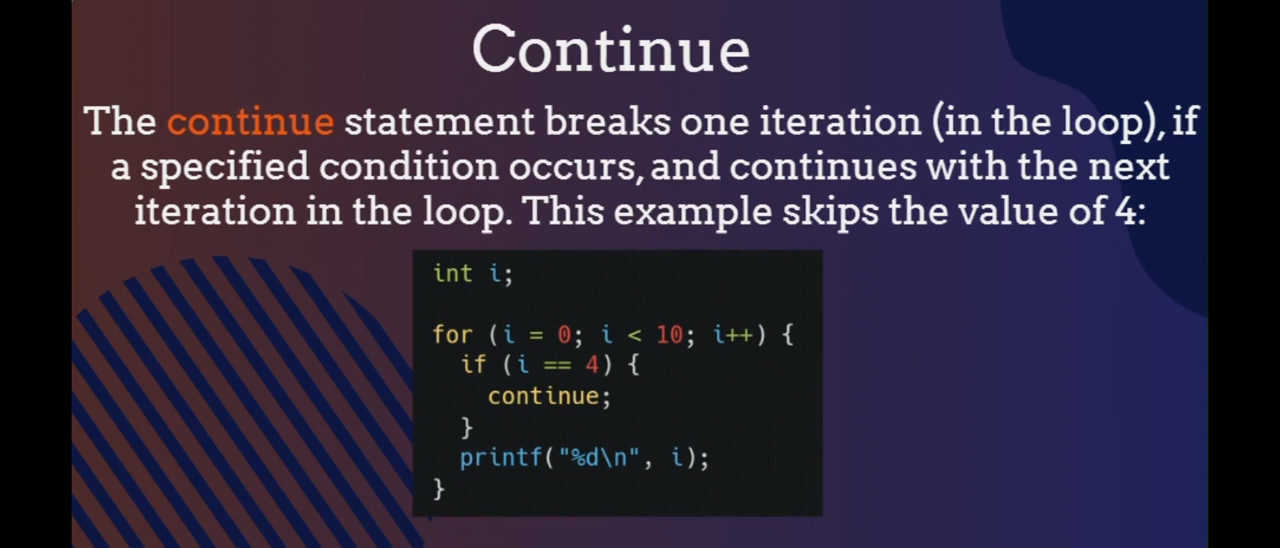 Continue
The continue statement breaks one iteration (in the loop), if
a specified condition occurs, and continues with the next
iteration in the loop. This example skips the value of 4:
int i;
for (i = 0; i < 10; i++) {
  if (i == 4) {
    continue;
  }
  printf("%d\n", i);
}